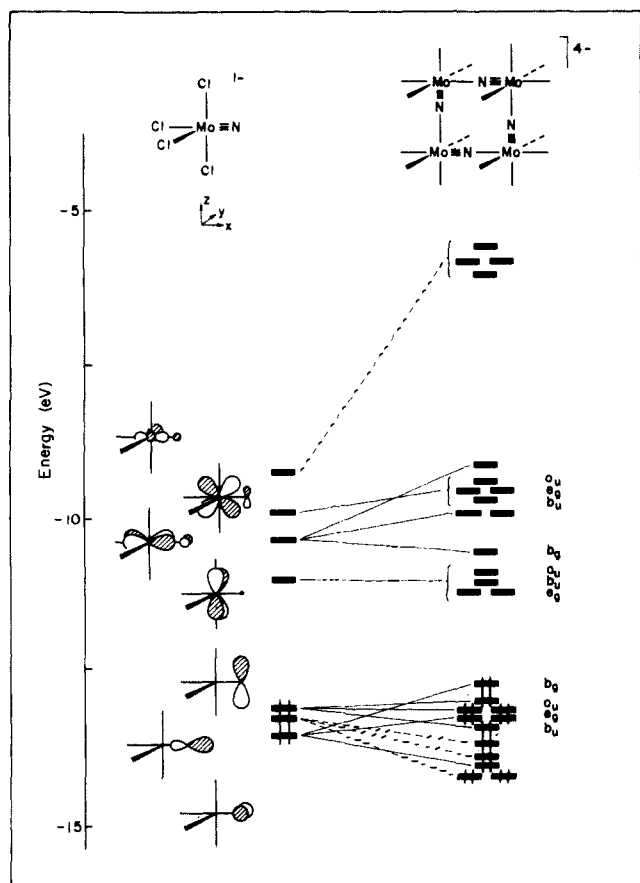 1-
Cl
Cl
Mo≡N
Cl
Cl
z
y
x
4-
Mo
N≡Mo
N
N
Mo≡N
Mo
Energy (eV)
-5
-10
-15
a_u
e_g
b_u
b_g
a_u
b_u
e_g
b_g
a_u
e_g
b_u